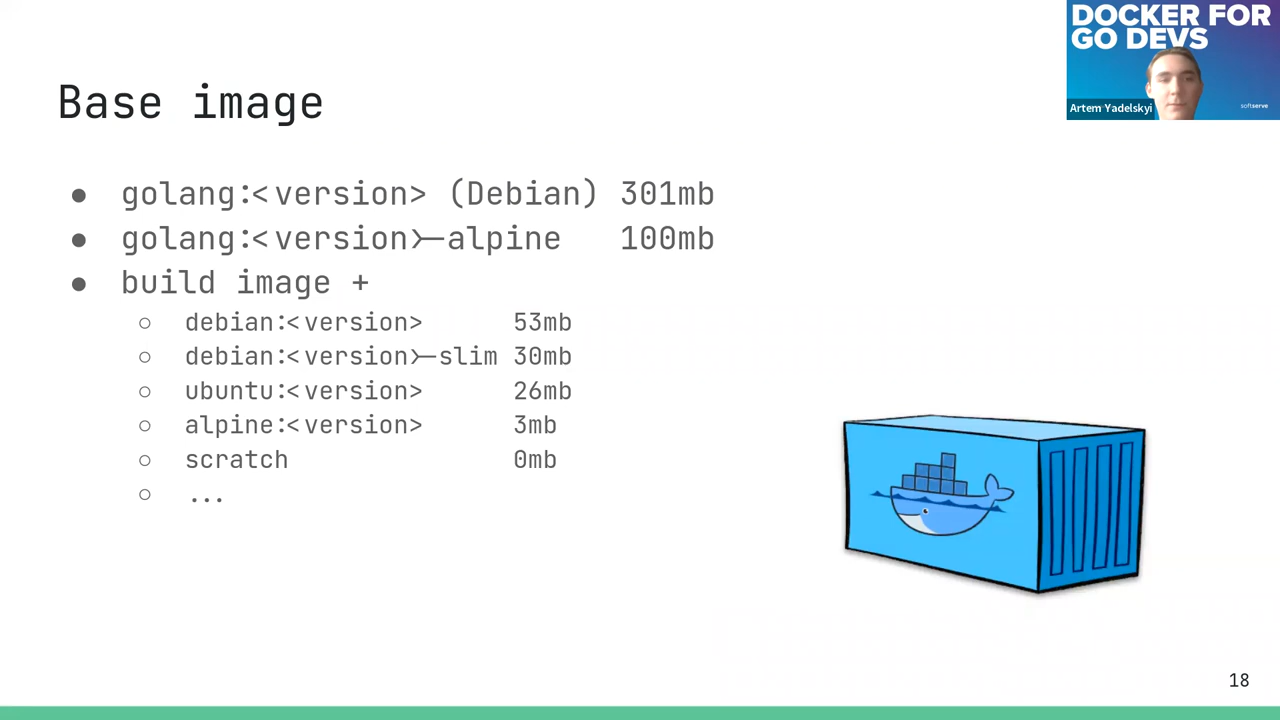 DOCKER FOR
GO DEVS
Artem Yadelskyi
softserve
Base image
● golang:<version> (Debian) 301mb
● golang:<version>-alpine 100mb
● build image +
○ debian:<version> 53mb
○ debian:<version>-slim 30mb
○ ubuntu:<version> 26mb
○ alpine:<version> 3mb
○ scratch 0mb
○ ...
18